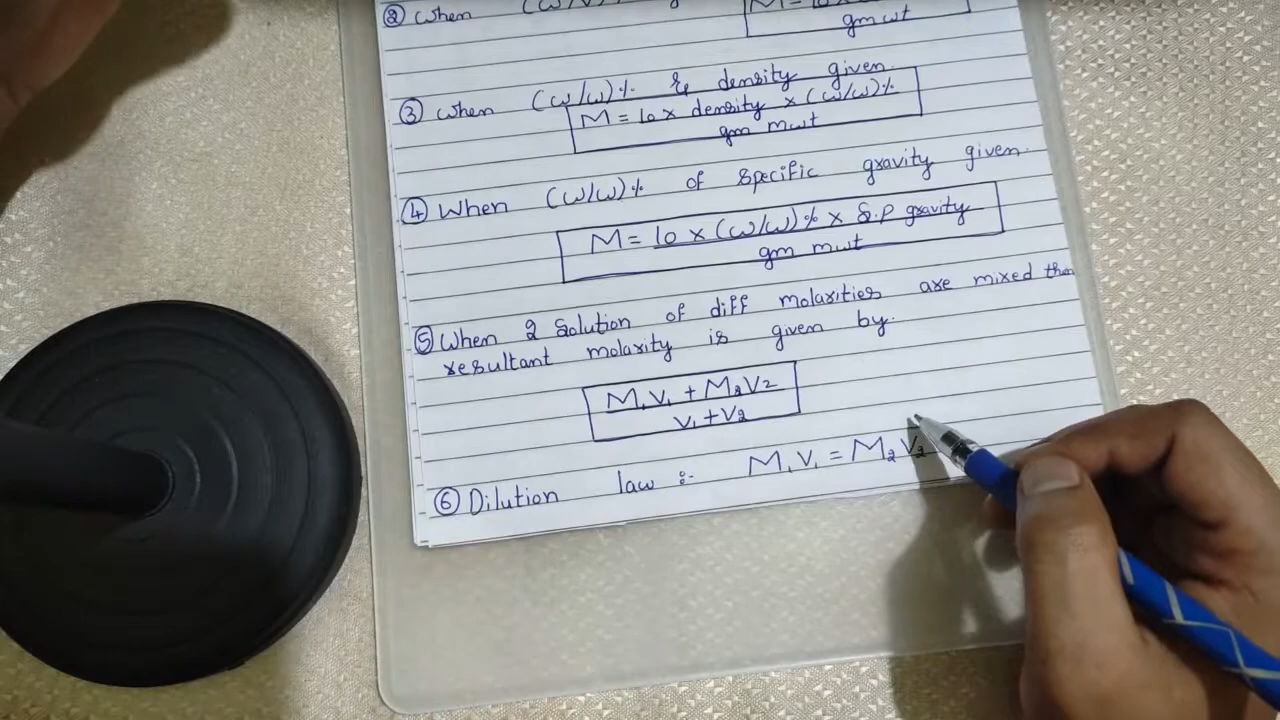 ② When
gm wt
③ When (w/w)% & density given.
M = 10 x density x (w/w)%
gm mwt
④ When (w/w)% of specific gravity given.
M = 10 x (w/w)% x S.P gravity
gm mwt
⑤ When 2 Solution of diff molarities are mixed then
resultant molarity is given by.
M₁V₁ + M₂V₂
V₁ + V₂
⑥ Dilution law :- M₁V₁ = M₂V₂